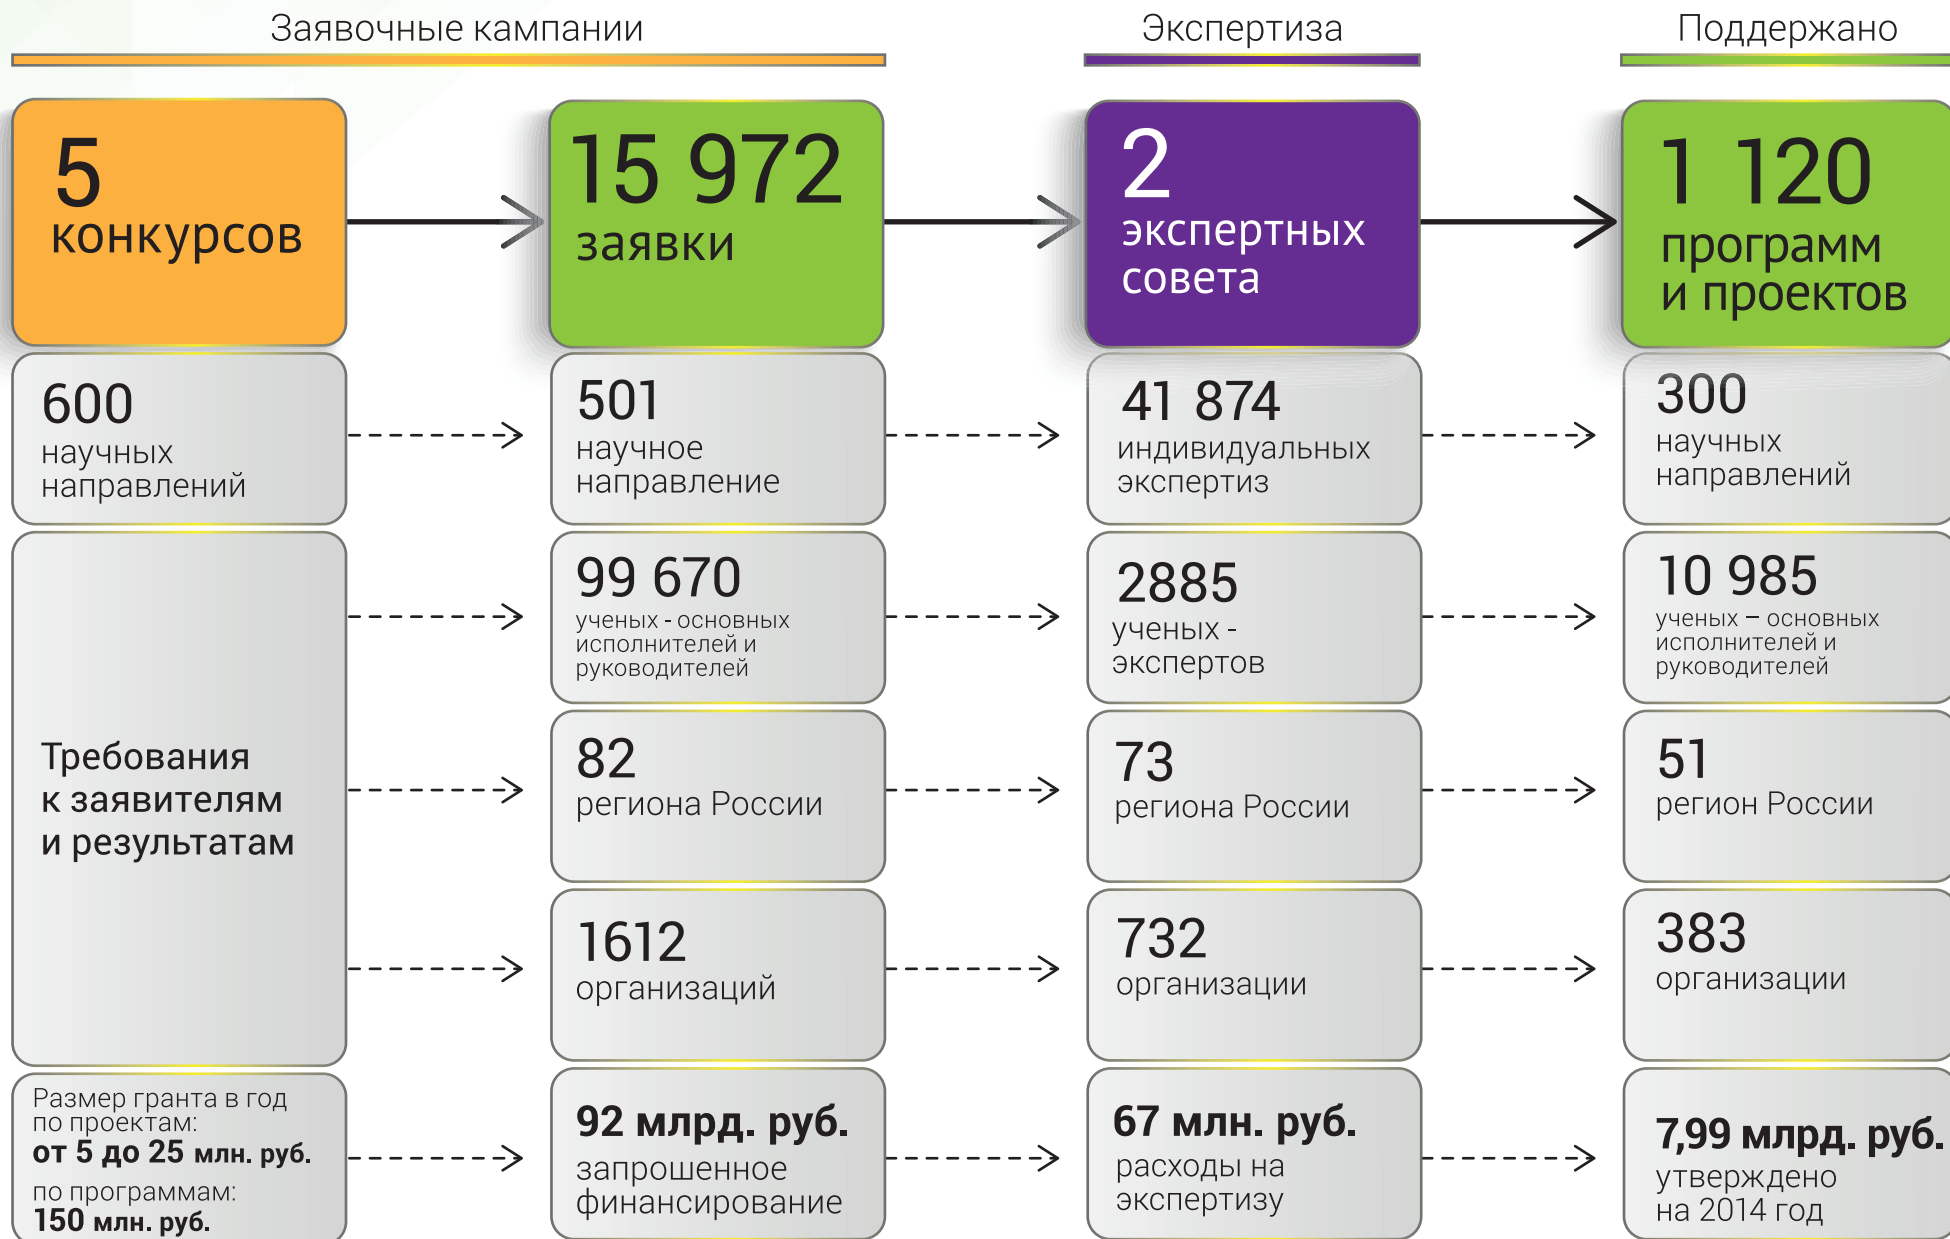 Заявочные кампании
Экспертиза
Поддержано
5
конкурсов
15 972
заявки
2
экспертных
совета
1 120
программ
и проектов
600
научных
направлений
501
научное
направление
41 874
индивидуальных
экспертиз
300
научных
направлений
Требования
к заявителям
и результатам
99 670
ученых - основных
исполнителей и
руководителей
2885
ученых -
экспертов
10 985
ученых – основных
исполнителей и
руководителей
82
региона России
73
региона России
51
регион России
1612
организаций
732
организации
383
организации
Размер гранта в год
по проектам:
от 5 до 25 млн. руб.
по программам:
150 млн. руб.
92 млрд. руб.
запрошенное
финансирование
67 млн. руб.
расходы на
экспертизу
7,99 млрд. руб.
утверждено
на 2014 год